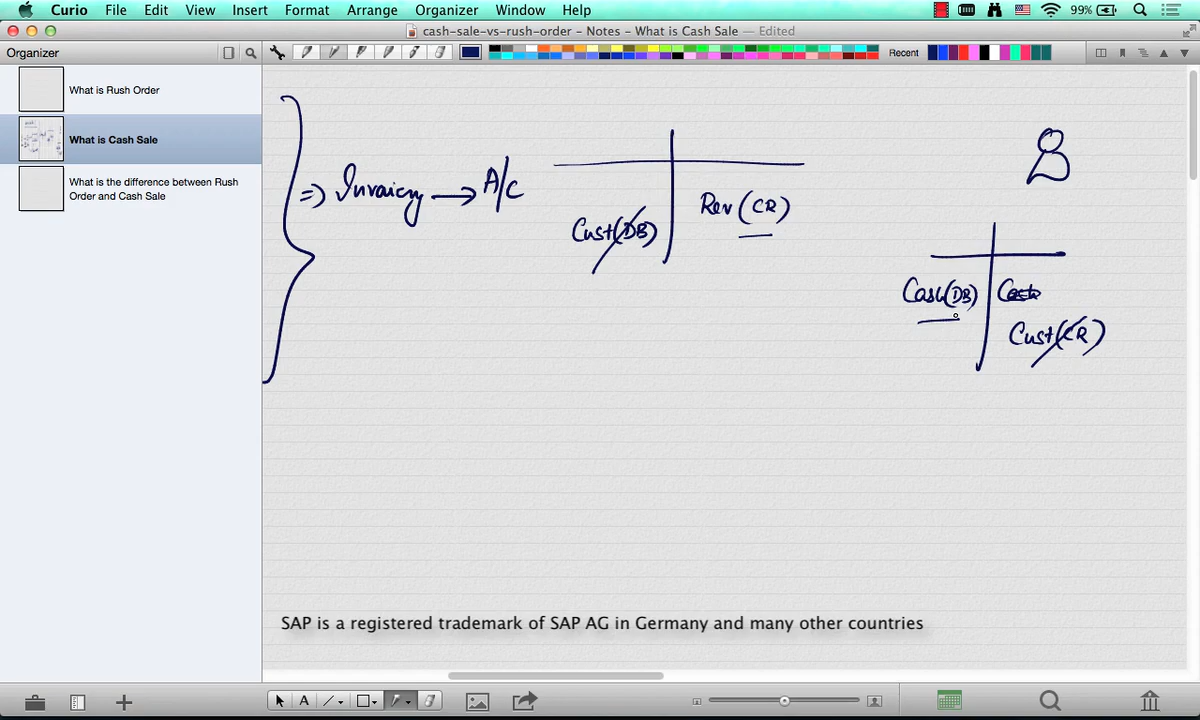 Curio File Edit View Insert Format Arrange Organizer Window Help 99%
cash-sale-vs-rush-order - Notes - What is Cash Sale — Edited
Organizer
Recent
What is Rush Order
What is Cash Sale
What is the difference between Rush
Order and Cash Sale
=> Invoicing → A/C
Cust(DB)
Rev (CR)
Cash(DB)
Cash
Cust(CR)
SAP is a registered trademark of SAP AG in Germany and many other countries
A